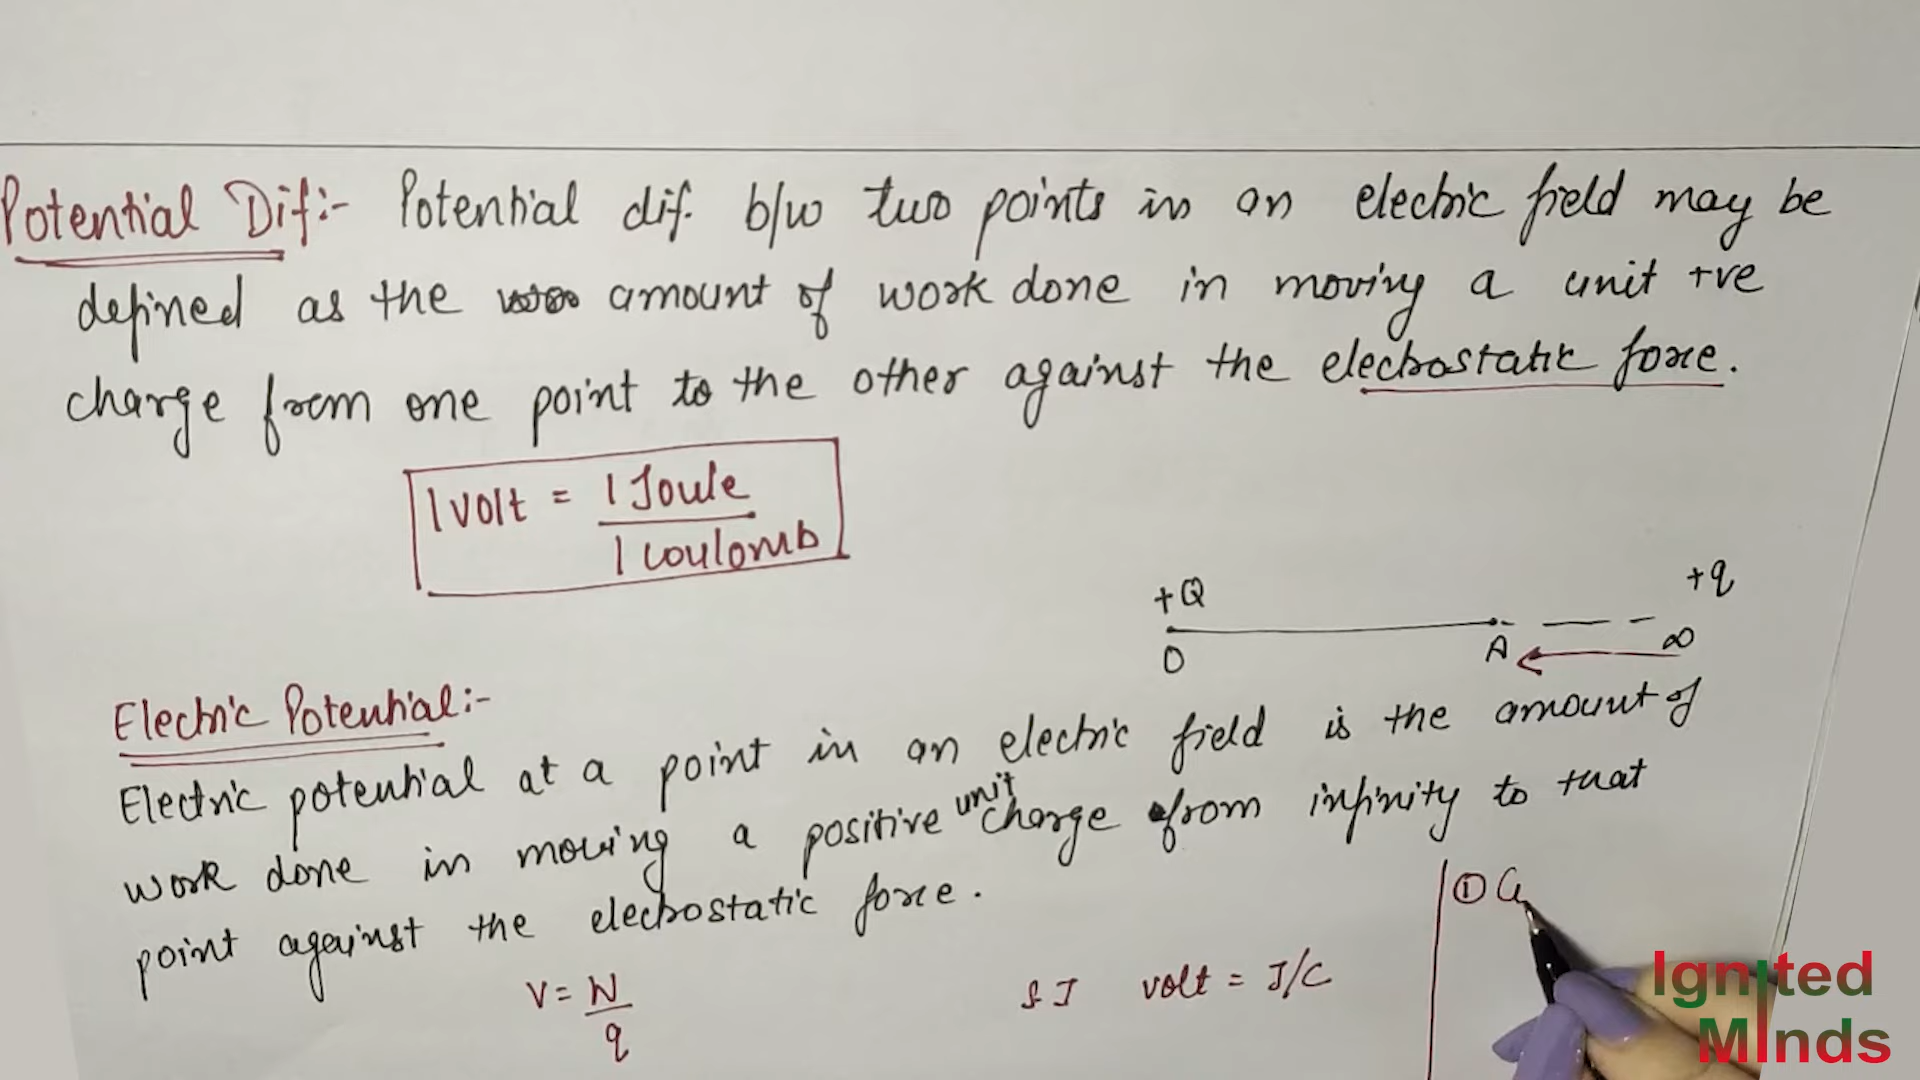 Potential Dif:- Potential dif. b/w two points in an electric field may be
defined as the amount of work done in moving a unit +ve
charge from one point to the other against the electrostatic force.
1 Volt = 1 Joule
1 Coulomb
+Q +q
O A ∞
Electric Potential:-
Electric potential at a point in an electric field is the amount of
work done in moving a positive unit charge from infinity to that
point against the electrostatic force.
①
V = W
q
SI volt = J/C
Ignited
Minds